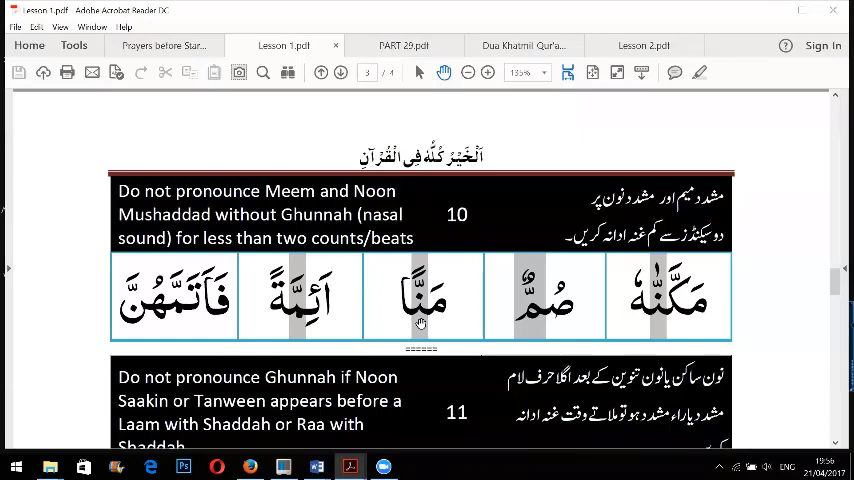 Lesson 1.pdf - Adobe Acrobat Reader DC
File Edit View Window Help
Home Tools Prayers before Star... Lesson 1.pdf × PART 29.pdf Dua Khatmil Qur'a... Lesson 2.pdf Sign In
3 / 4 135%
اَلْخَيْرُ كُلُّهٗ فِى الْقُرْآنِ
Do not pronounce Meem and Noon
Mushaddad without Ghunnah (nasal
sound) for less than two counts/beats
10
مشدد میم اور مشدد نون پر
دو سیکنڈز سے کم غنہ ادا نہ کریں۔
مَكَّنّٰهُ صُمٌّ مَنًّا اَئِمَّةً فَاَتَمَّهُنَّ
======
Do not pronounce Ghunnah if Noon
Saakin or Tanween appears before a
Laam with Shaddah or Raa with
Shaddah
11
نون ساکن یا نون تنوین کے بعد اگلا حرف لام
مشدد یا راء مشدد ہو تو ملاتے وقت غنہ ادا نہ
ENG
19:56
21/04/2017